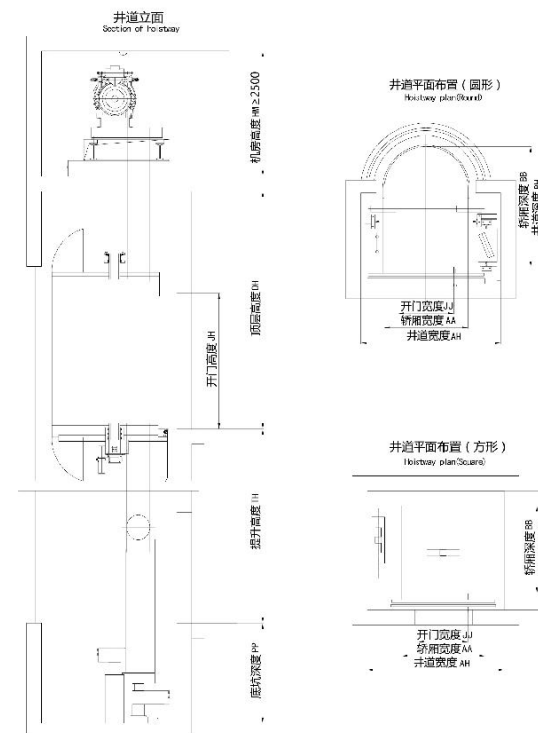 井道立面
Section of hoistway
机房高度 HM≥2500
顶层高度 DH
开门高度 JH
提升高度 TH
底坑深度 PP
井道平面布置（圆形）
Hoistway plan(Round)
轿厢深度 BB
井道深度 BH
开门宽度 JJ
轿厢宽度 AA
井道宽度 AH
井道平面布置（方形）
Hoistway plan(Square)
轿厢深度 BB
开门宽度 JJ
轿厢宽度 AA
井道宽度 AH